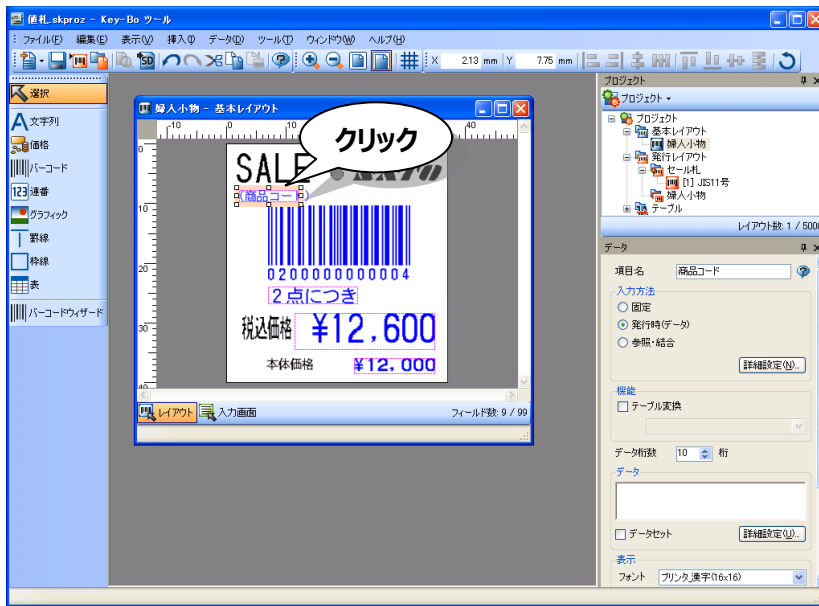 値札.skproz - Key-Bo ツール
ファイル(F) 編集(E) 表示(V) 挿入(I) データ(D) ツール(T) ウィンドウ(W) ヘルプ(H)
X 2.13 mm Y 7.75 mm
選択
文字列
価格
バーコード
123 連番
グラフィック
罫線
枠線
表
バーコードウィザード
婦人小物 - 基本レイアウト
-10 0 10 40
クリック
SALE SATO
(商品コード)
0 10 20 30 40
0200000000004
2点につき
税込価格 ¥12,600
本体価格 ¥12,000
レイアウト 入力画面 フィールド数: 9 / 99
プロジェクト
プロジェクト
プロジェクト
基本レイアウト
婦人小物
発行レイアウト
セール札
[1] JIS11号
婦人小物
テーブル
レイアウト数: 1 / 5000
データ
項目名 商品コード
入力方法
固定
発行時(データ)
参照・結合
詳細設定(N)...
機能
テーブル変換
データ桁数 10 桁
データ
データセット 詳細設定(U)...
表示
フォント プリンタ漢字(16x16)